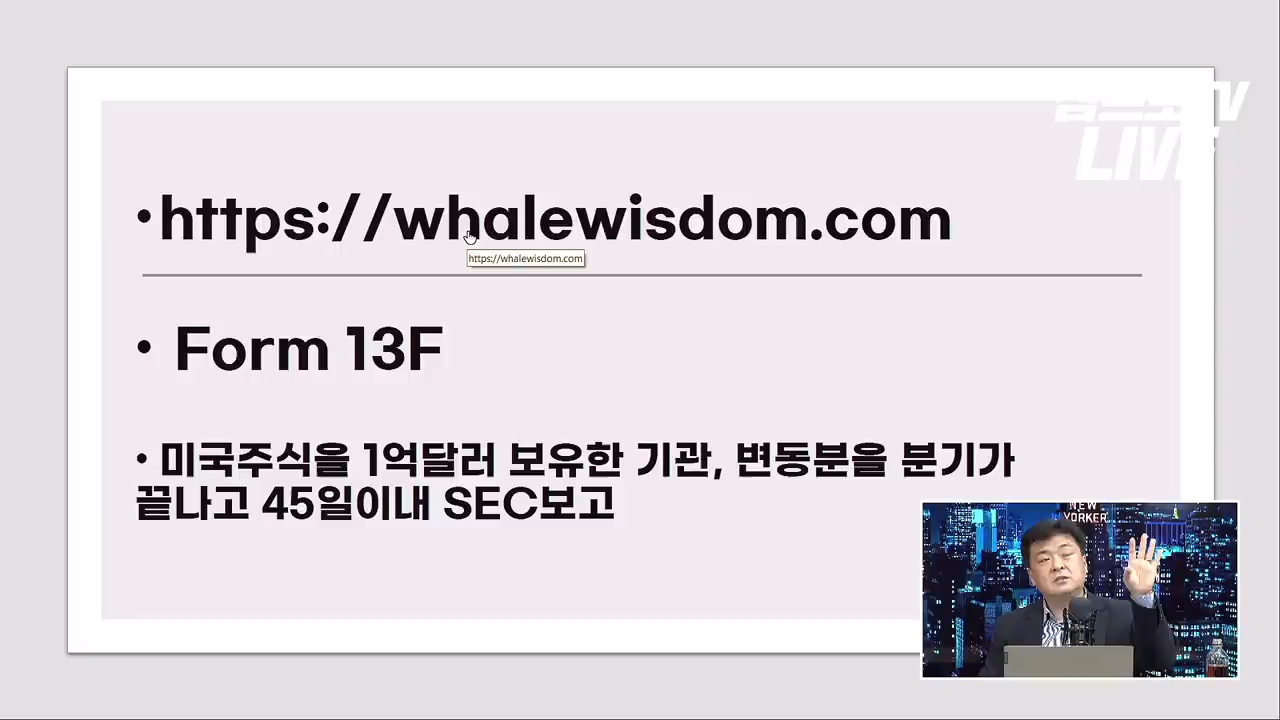 LIVE
•https://whalewisdom.com
https://whalewisdom.com
• Form 13F
• 미국주식을 1억달러 보유한 기관, 변동분을 분기가
끝나고 45일이내 SEC보고
NEW
YORKER